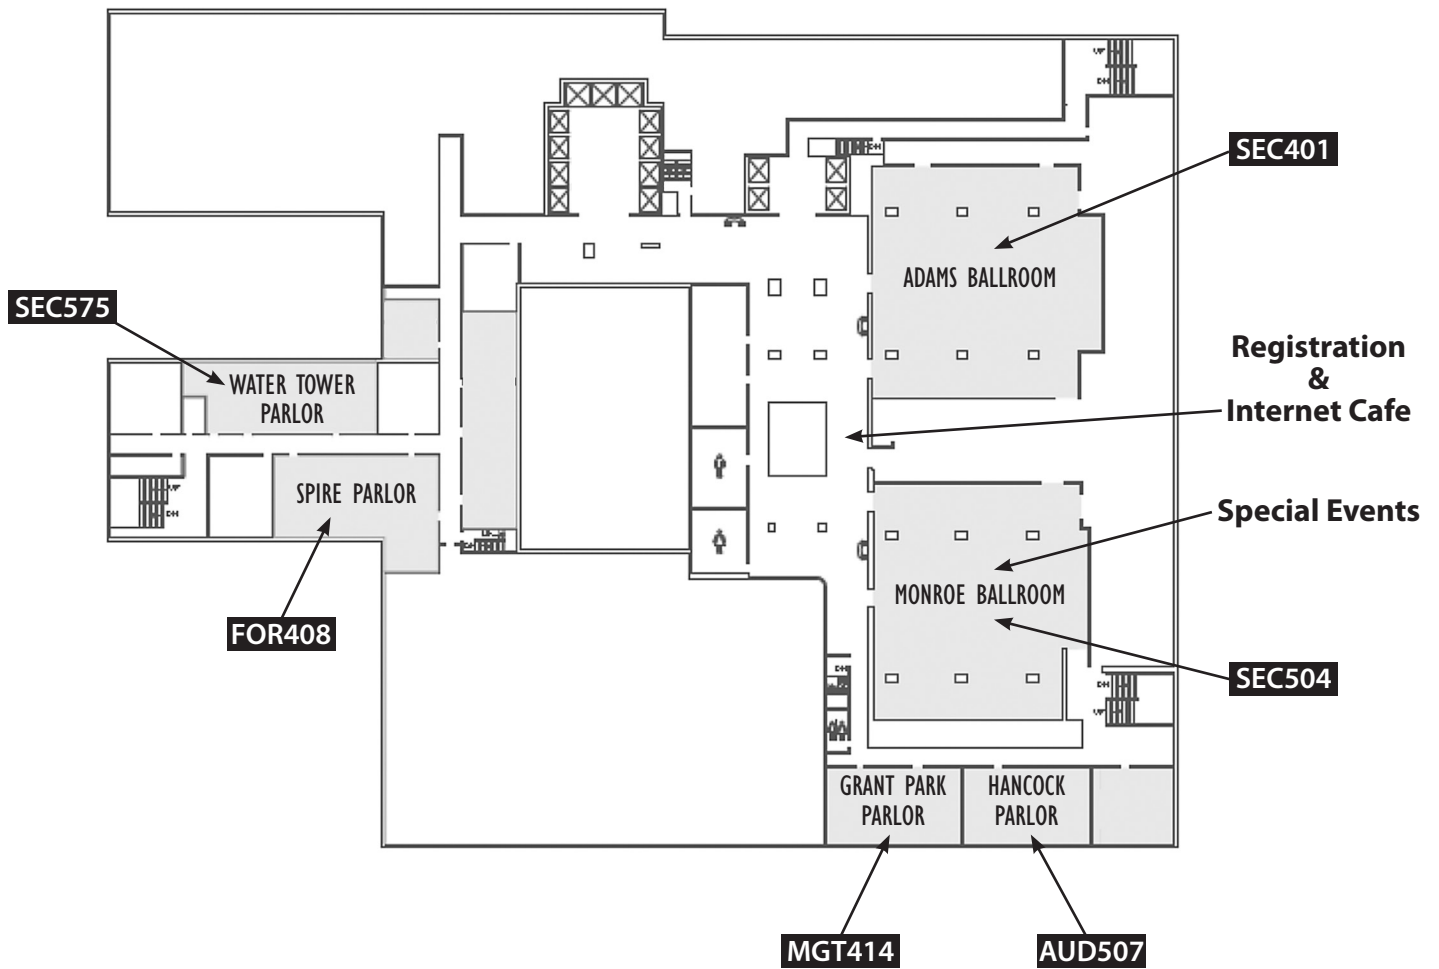 SEC401
ADAMS BALLROOM
SEC575
Registration
&
Internet Cafe
WATER TOWER
PARLOR
SPIRE PARLOR
Special Events
MONROE BALLROOM
FOR408
SEC504
GRANT PARK
PARLOR
HANCOCK
PARLOR
MGT414
AUD507